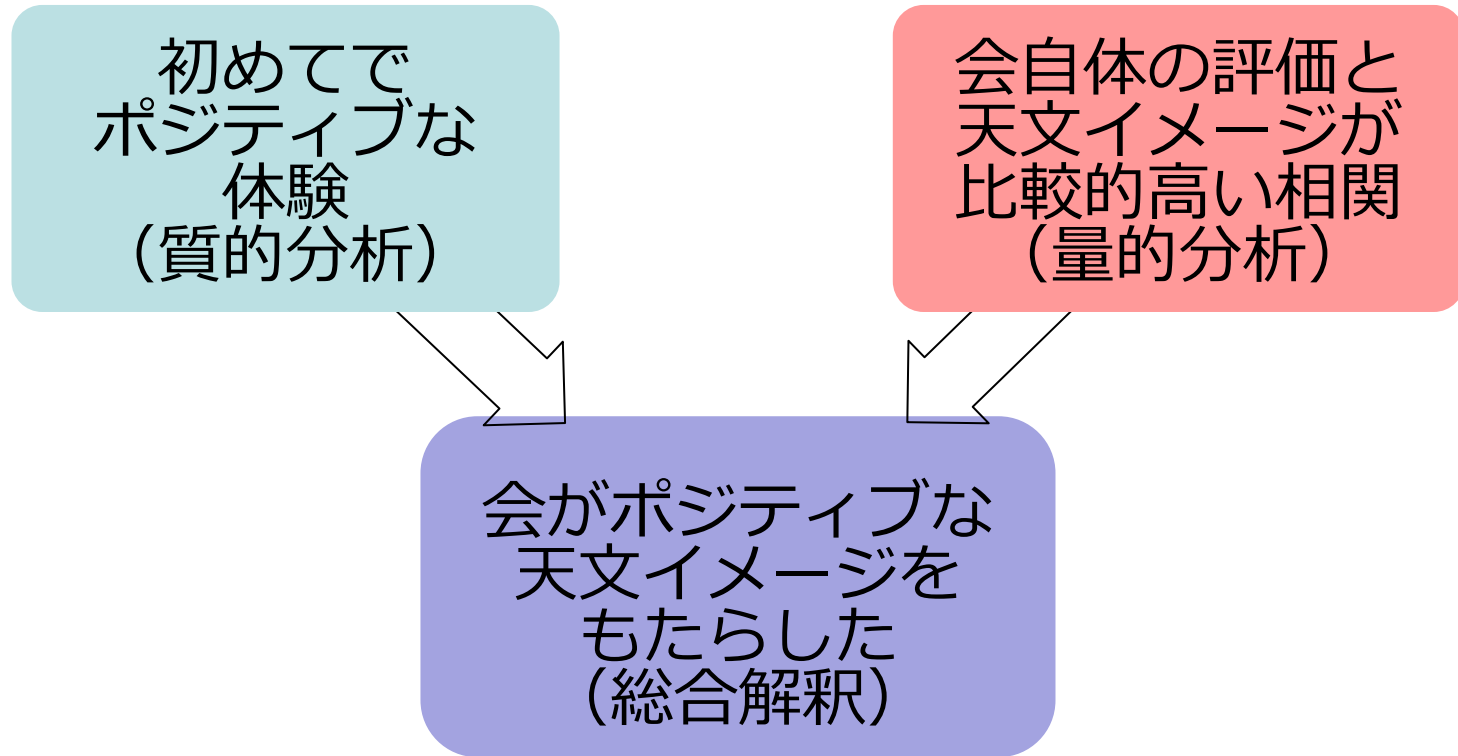 初めてで
ポジティブな
体験
（質的分析）
会自体の評価と
天文イメージが
比較的高い相関
（量的分析）
会がポジティブな
天文イメージを
もたらした
（総合解釈）